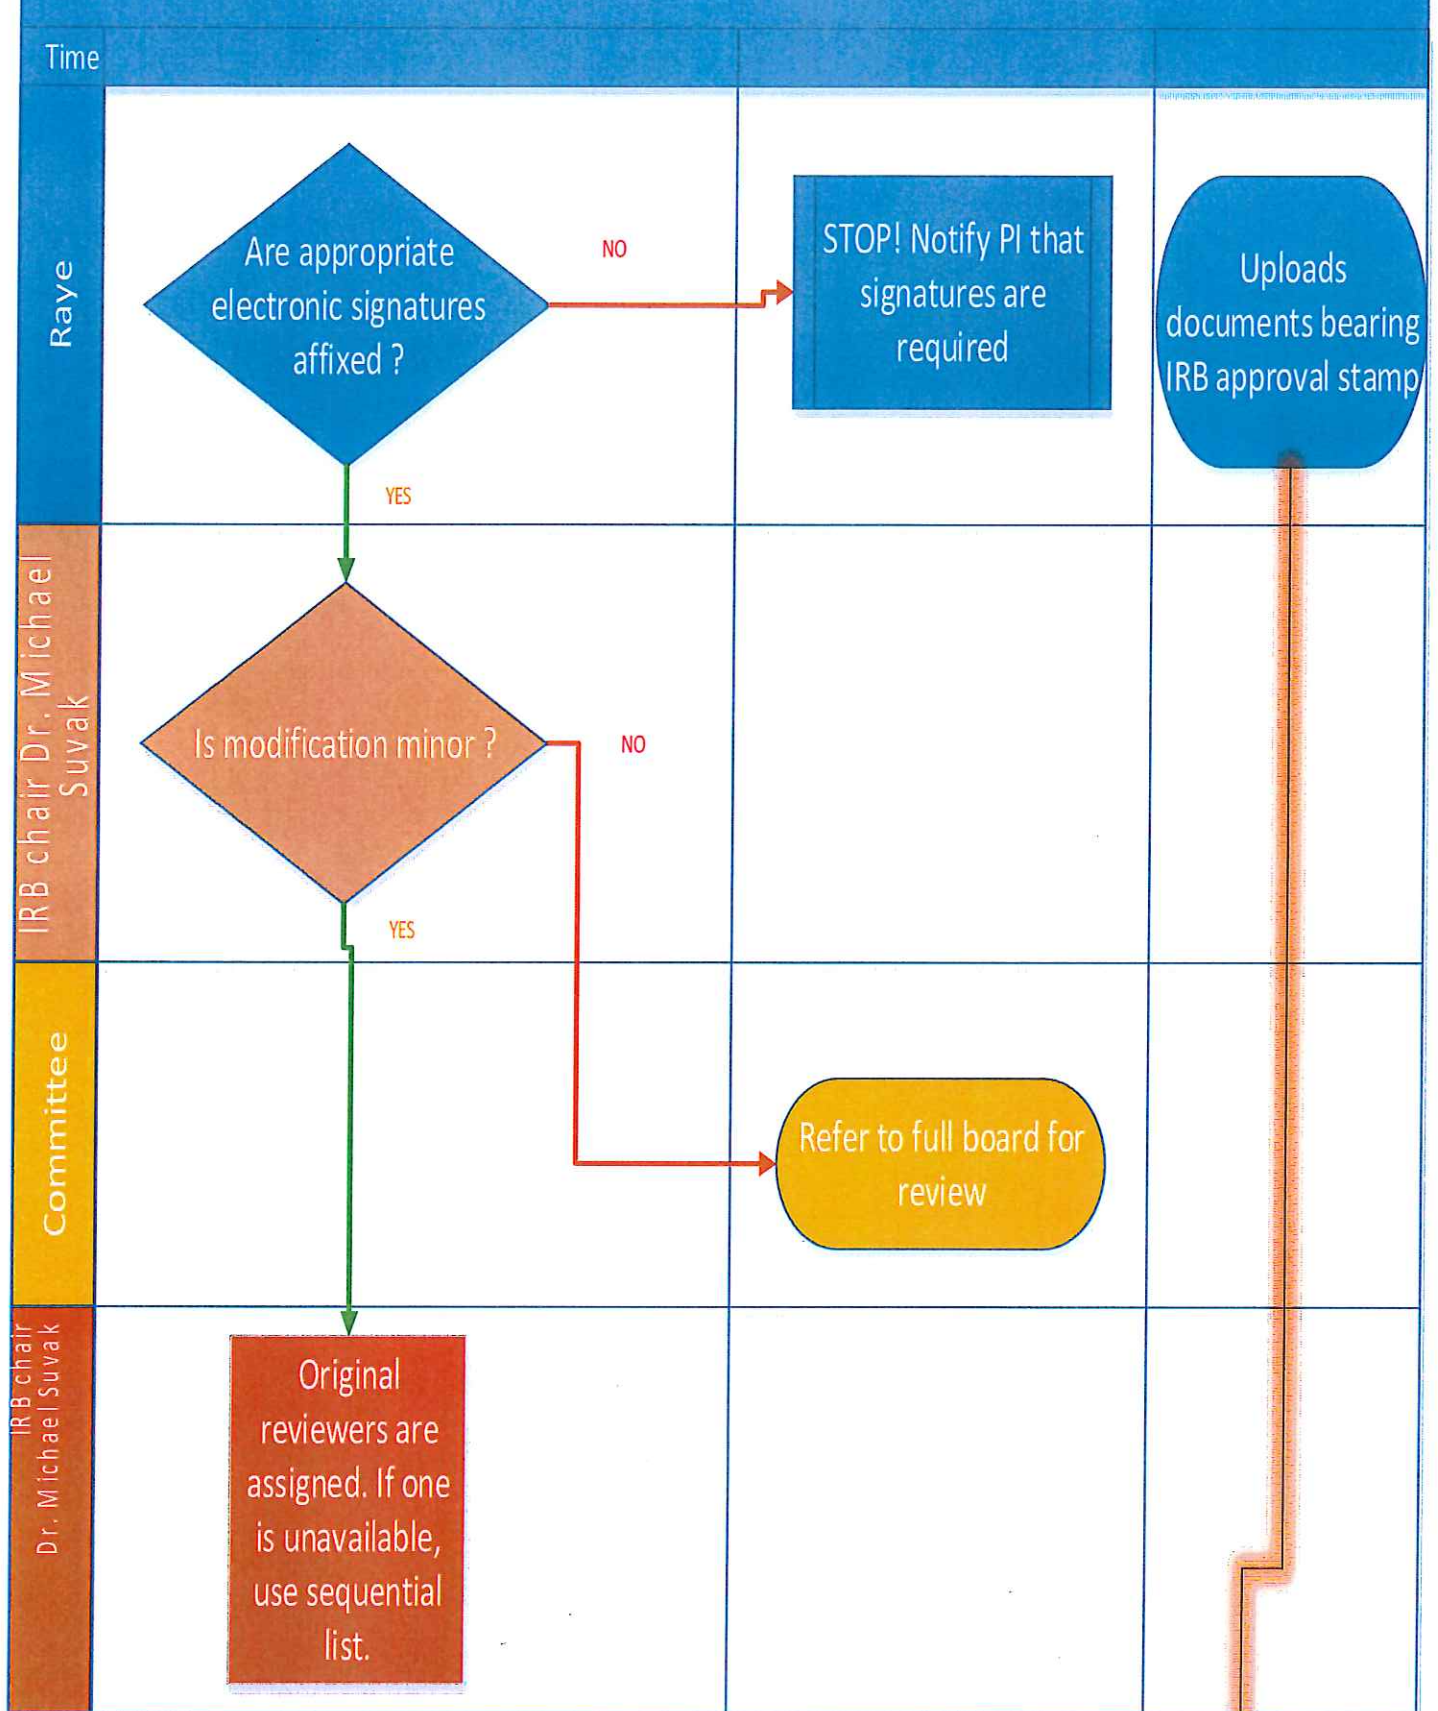 Time
Raye
Are appropriate
electronic signatures
affixed ?
NO
STOP! Notify PI that
signatures are
required
Uploads
documents bearing
IRB approval stamp
YES
IRB chair Dr. Michael
Suvak
Is modification minor ?
NO
YES
Committee
Refer to full board for
review
IRB chair
Dr. Michael Suvak
Original
reviewers are
assigned. If one
is unavailable,
use sequential
list.